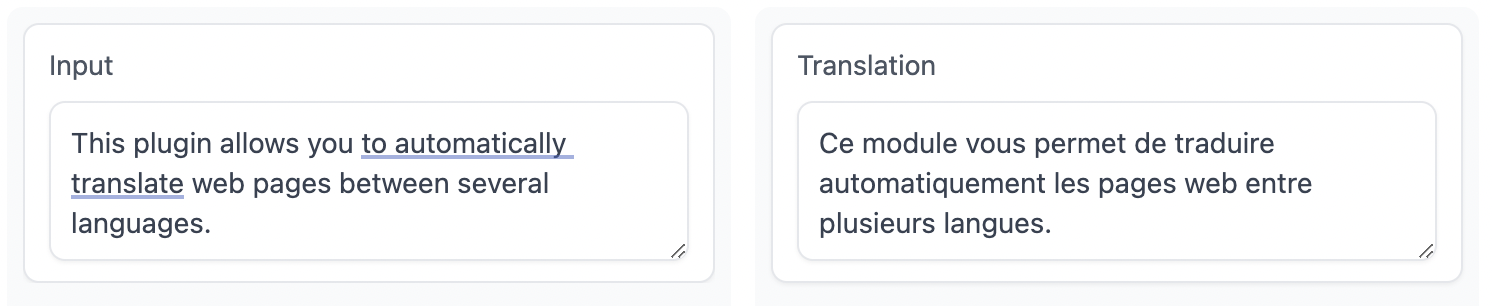 Input
This plugin allows you to automatically
translate web pages between several
languages.
Translation
Ce module vous permet de traduire
automatiquement les pages web entre
plusieurs langues.